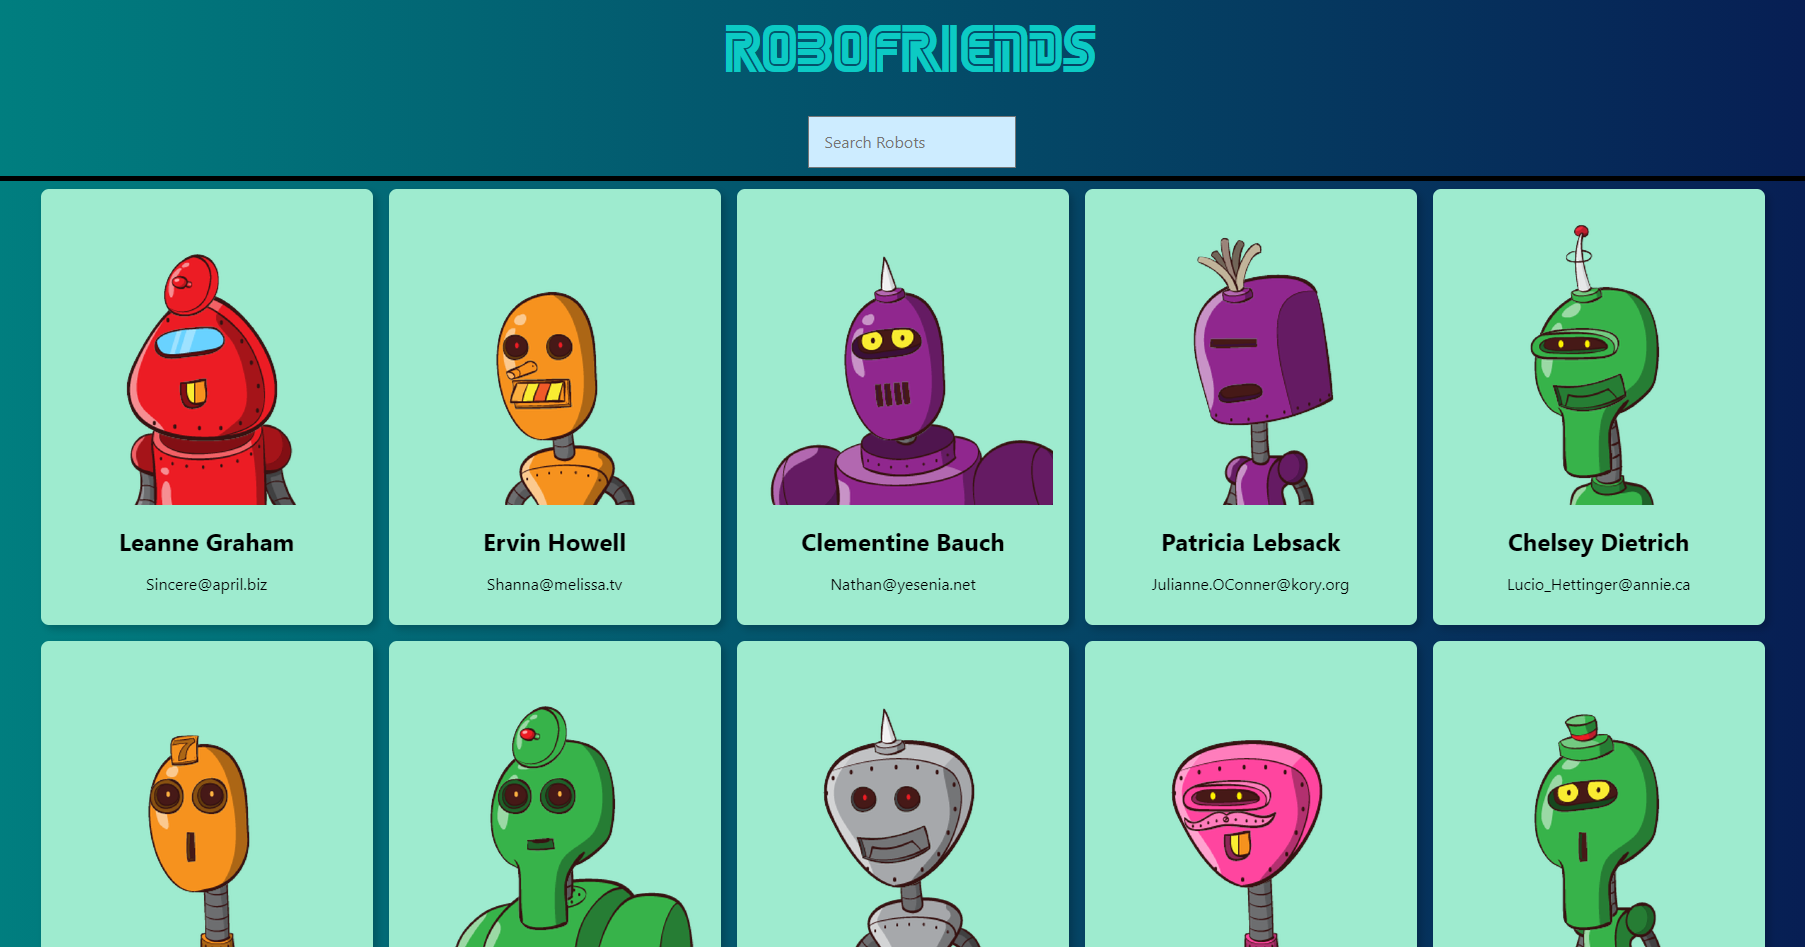 ROBOFRIENDS
Search Robots
Leanne Graham
Sincere@april.biz
Ervin Howell
Shanna@melissa.tv
Clementine Bauch
Nathan@yesenia.net
Patricia Lebsack
Julianne.OConner@kory.org
Chelsey Dietrich
Lucio_Hettinger@annie.ca
7